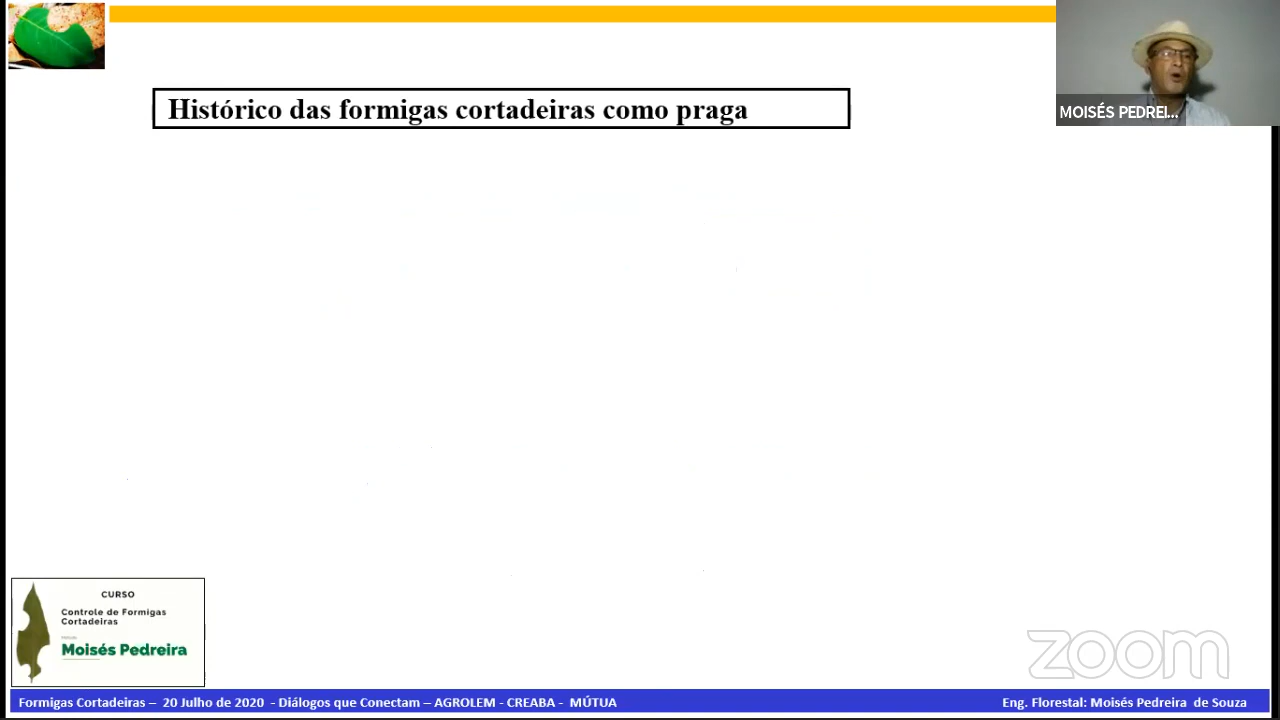 Histórico das formigas cortadeiras como praga
MOISÉS PEDREI...
CURSO
Controle de Formigas
Cortadeiras
Moisés Pedreira
zoom
Formigas Cortadeiras – 20 Julho de 2020 - Diálogos que Conectam – AGROLEM - CREABA - MÚTUA
Eng. Florestal: Moisés Pedreira de Souza